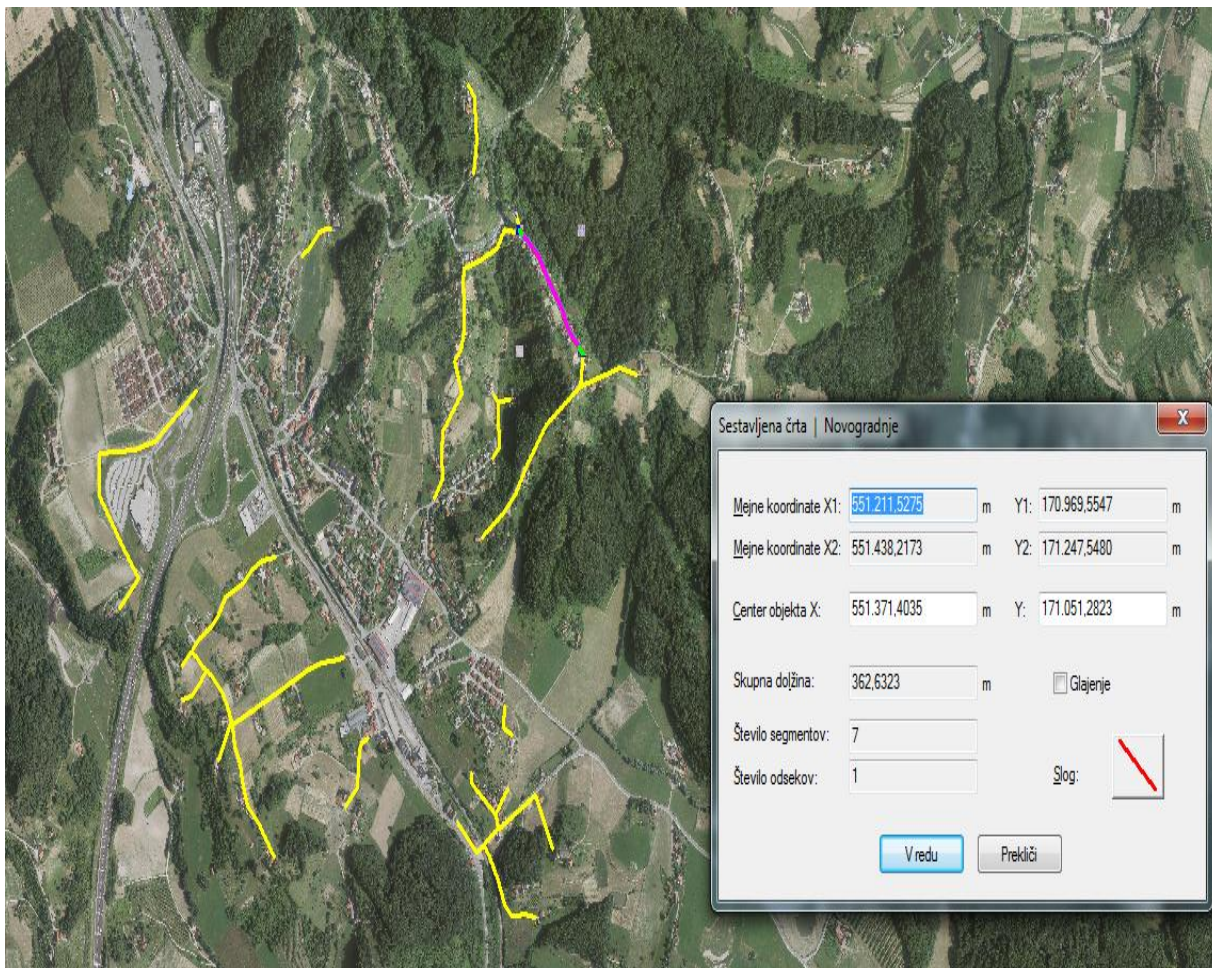 Sestavljena črta | Novogradnje
X
Mejne koordinate X1: 551.211,5275 m Y1: 170.969,5547 m
Mejne koordinate X2: 551.438,2173 m Y2: 171.247,5480 m
Center objekta X: 551.371,4035 m Y: 171.051,2823 m
Skupna dolžina: 362,6323 m Glajenje
Število segmentov: 7
Število odsekov: 1 Slog:
V redu Prekliči